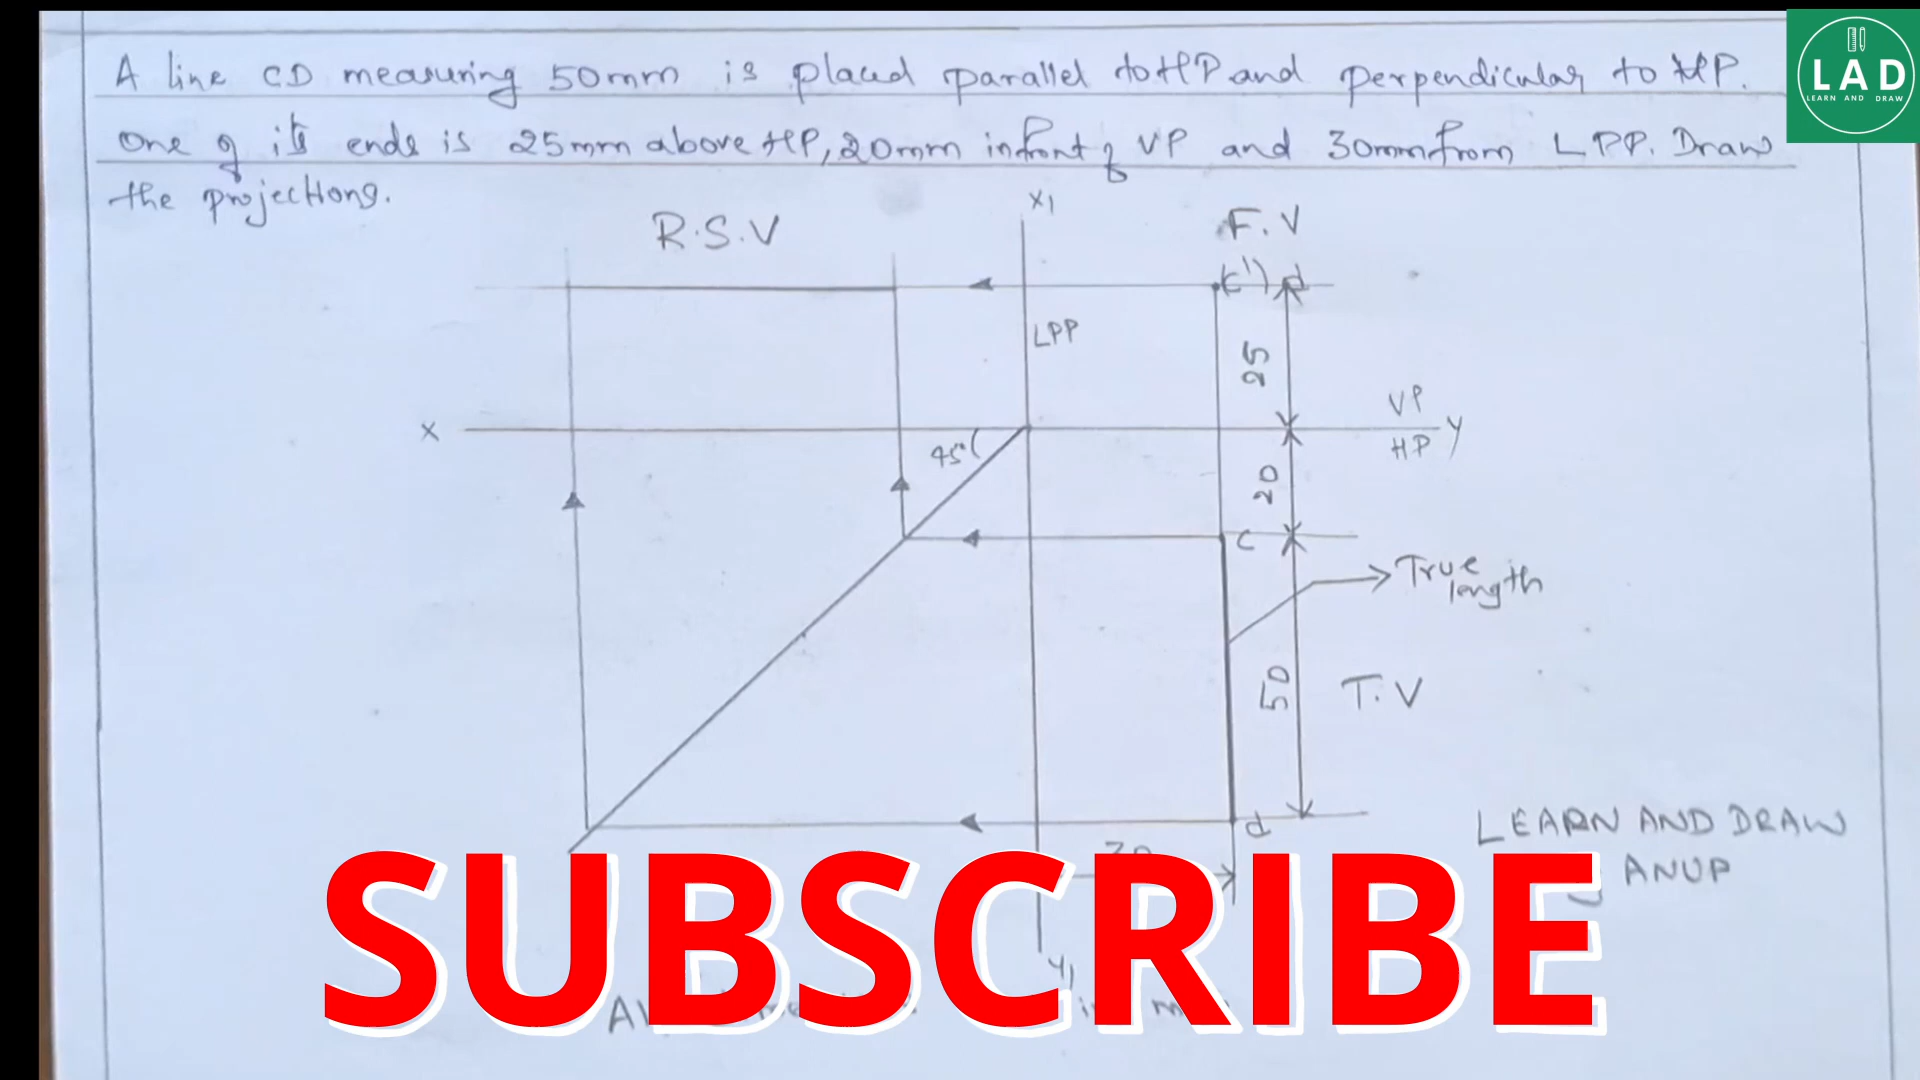 A line CD measuring 50mm is placed parallel to HP and perpendicular to HP.
One of its ends is 25mm above HP, 20mm infront of VP and 30mm from LPP. Draw
the projections.
LAD
LEARN AND DRAW
R.S.V
X1
F.V
(c') d
LPP
25
VP
X
HP
Y
45°
20
c
True
length
50
T.V
d
LEARN AND DRAW
ANUP
SUBSCRIBE
Y1